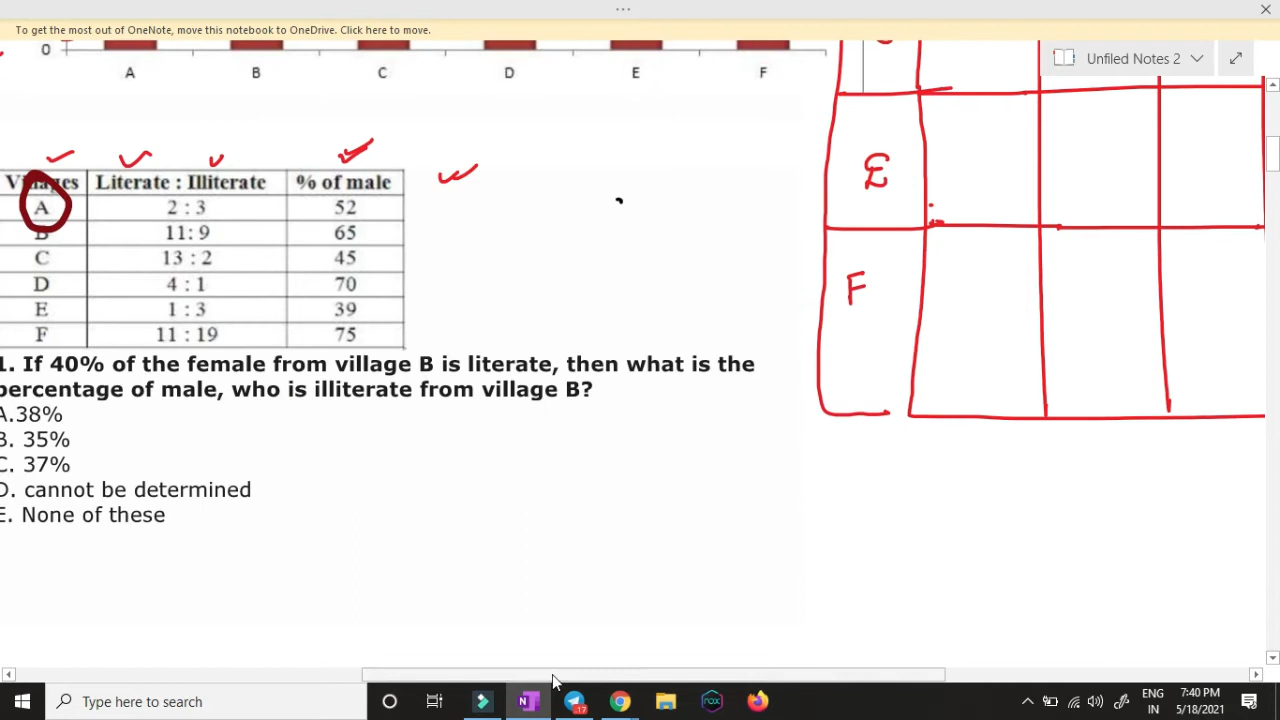 To get the most out of OneNote, move this notebook to OneDrive. Click here to move.
Unfiled Notes 2
0
A B C D E F
Villages Literate : Illiterate % of male
A 2 : 3 52
B 11: 9 65
C 13 : 2 45
D 4 : 1 70
E 1 : 3 39
F 11 : 19 75
E
F
1. If 40% of the female from village B is literate, then what is the
percentage of male, who is illiterate from village B?
A.38%
B. 35%
C. 37%
D. cannot be determined
E. None of these
Type here to search
N
17
nox
ENG
IN
7:40 PM
5/18/2021